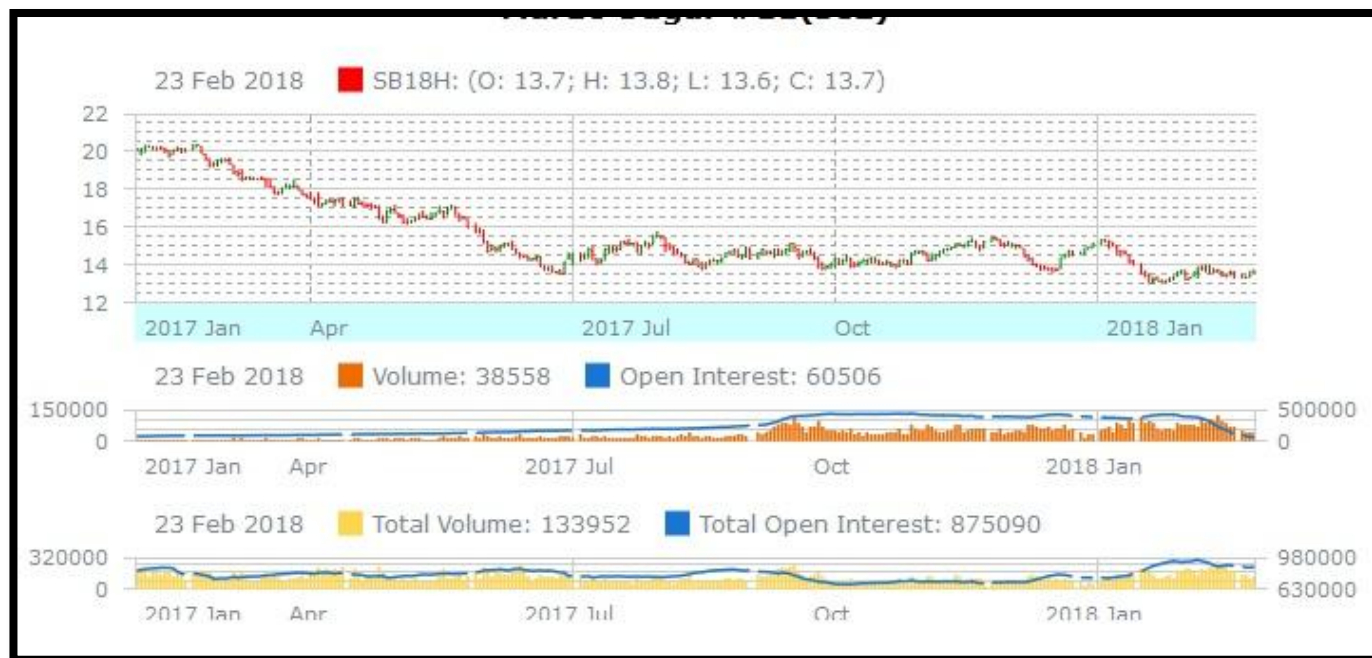 23 Feb 2018 SB18H: (O: 13.7; H: 13.8; L: 13.6; C: 13.7)
22
20
18
16
14
12
2017 Jan Apr 2017 Jul Oct 2018 Jan
23 Feb 2018 Volume: 38558 Open Interest: 60506
150000 500000
0 0
2017 Jan Apr 2017 Jul Oct 2018 Jan
23 Feb 2018 Total Volume: 133952 Total Open Interest: 875090
320000 980000
0 630000
2017 Jan Apr 2017 Jul Oct 2018 Jan